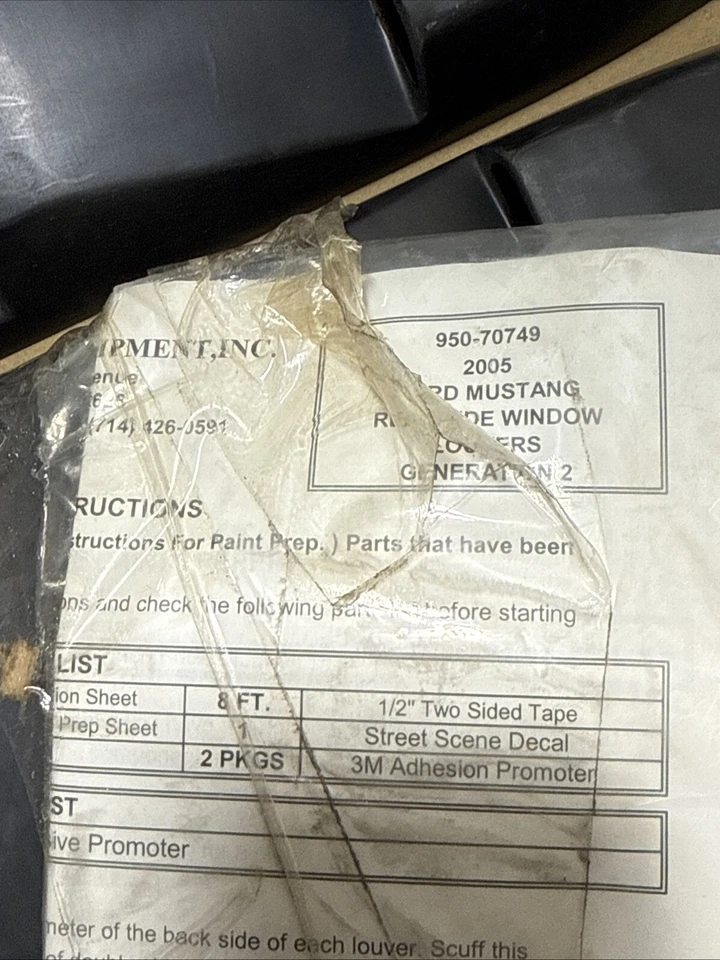 IPMENT, INC.
enue
(714) 426-0591
950-70749
2005
RD MUSTANG
DE WINDOW
GENERATION 2
RUCTIONS
structions For Paint Prep. ) Parts that have been
ons and check the following efore starting
LIST
ion Sheet 8 FT. 1/2" Two Sided Tape
Prep Sheet 1 Street Scene Decal
2 PKGS 3M Adhesion Promoter
ST
ive Promoter
meter of the back side of each louver. Scuff this